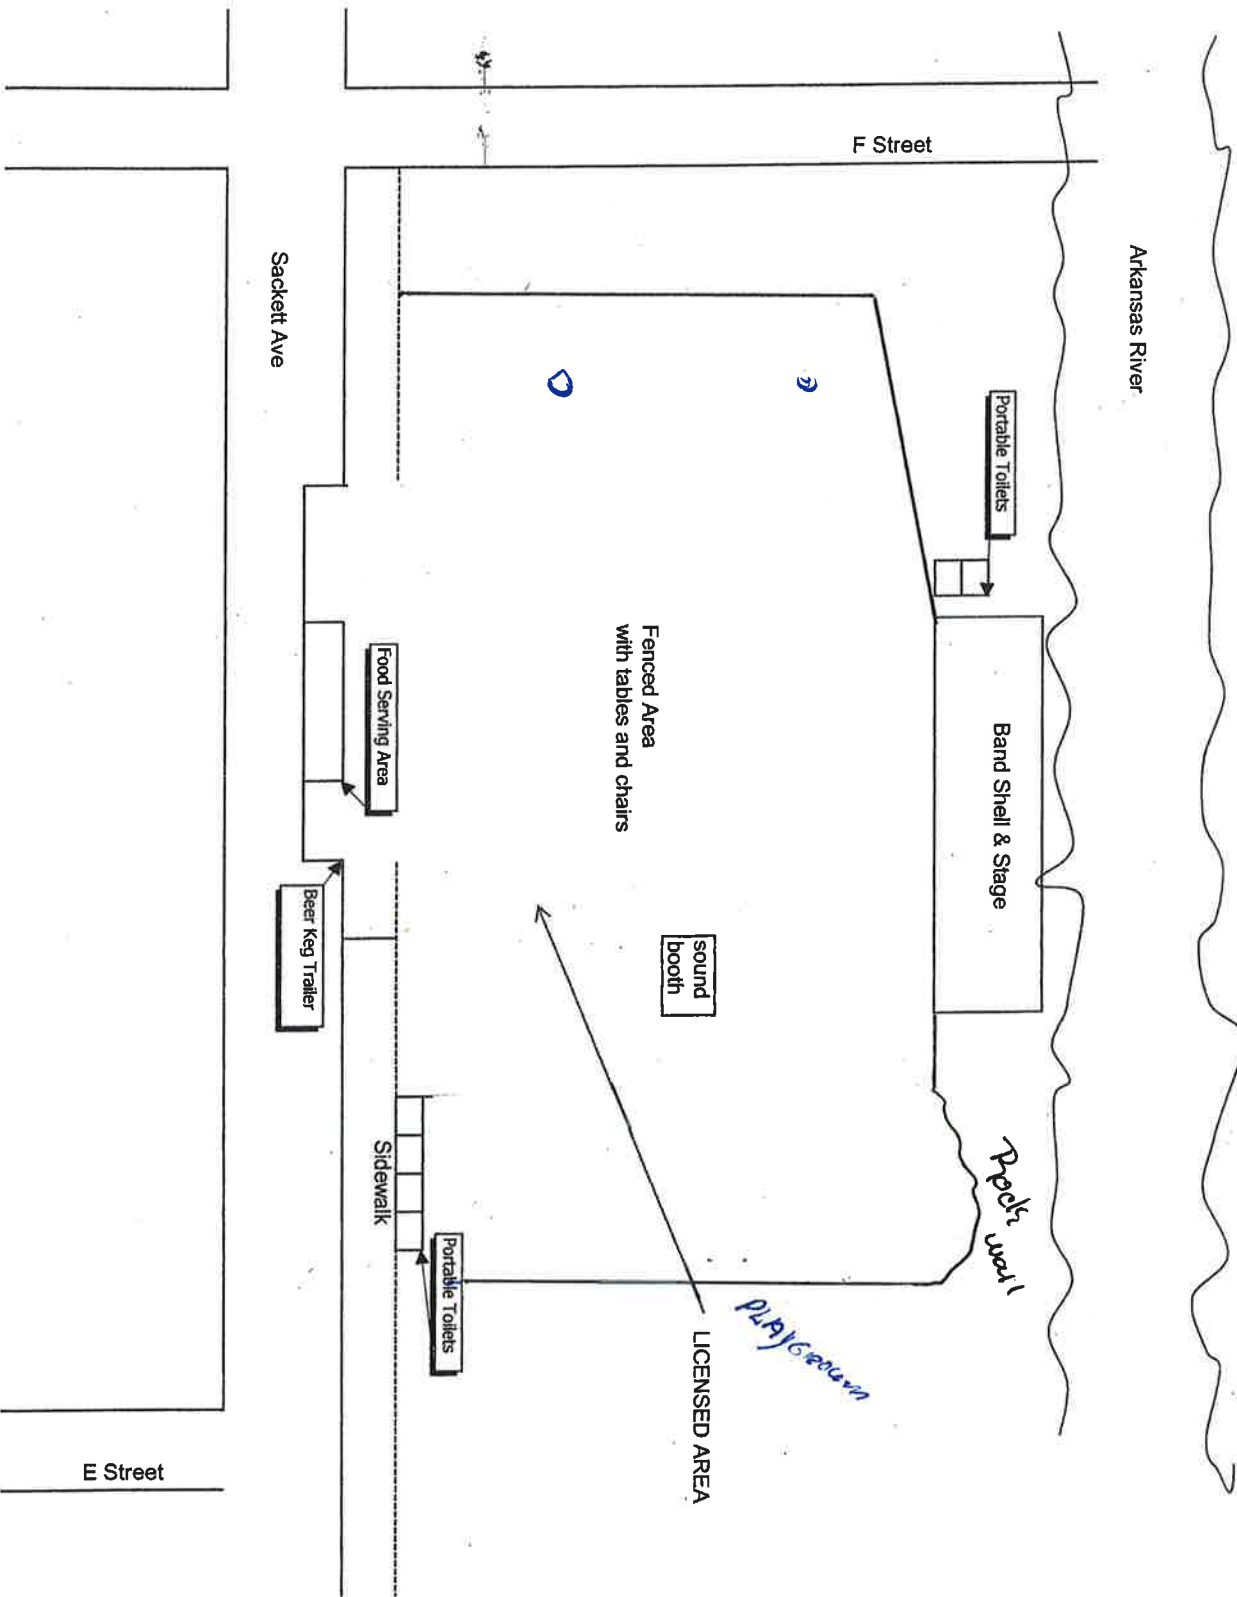 Arkansas River
F Street
Portable Toilets
Band Shell & Stage
Rock wall
Fenced Area
with tables and chairs
sound
booth
PLAYGROUND
LICENSED AREA
Sackett Ave
Food Serving Area
Beer Keg Trailer
Sidewalk
Portable Toilets
E Street